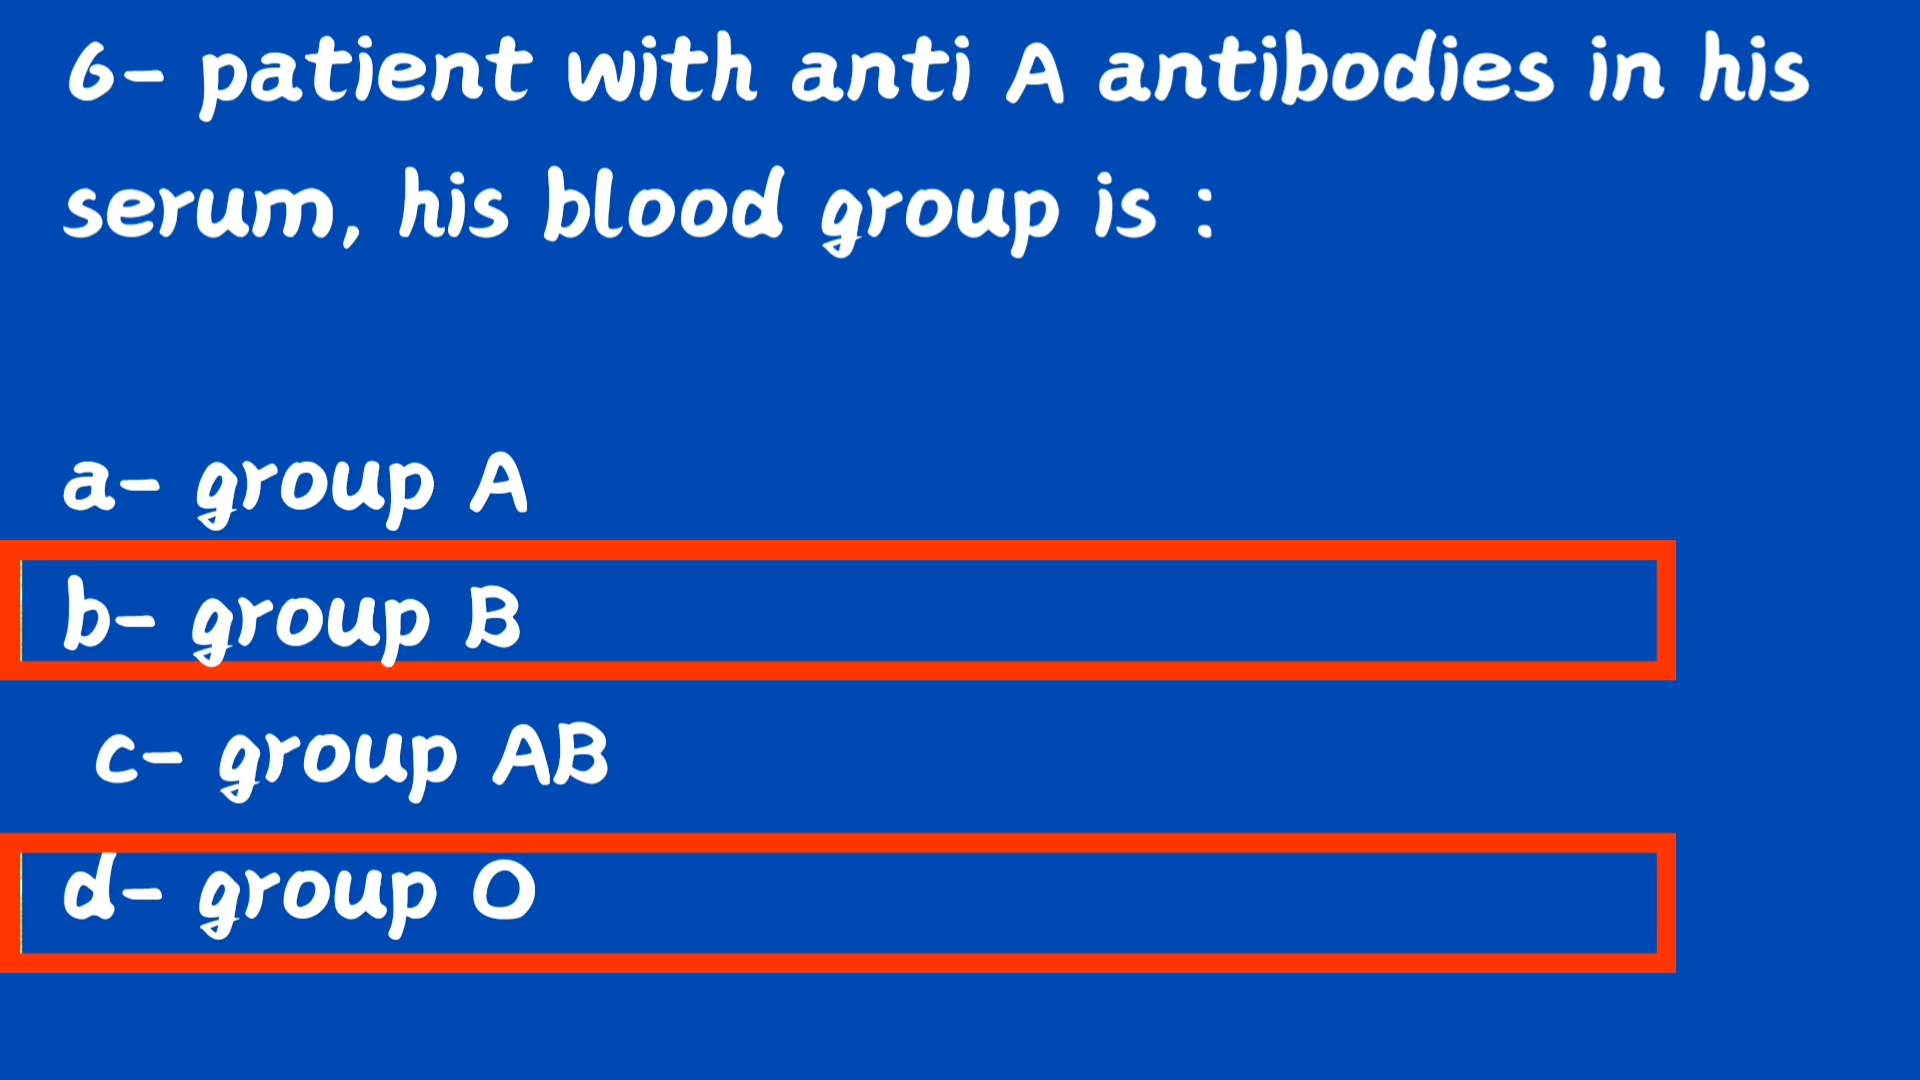 6- patient with anti A antibodies in his
serum, his blood group is :
a- group A
b- group B
c- group AB
d- group O